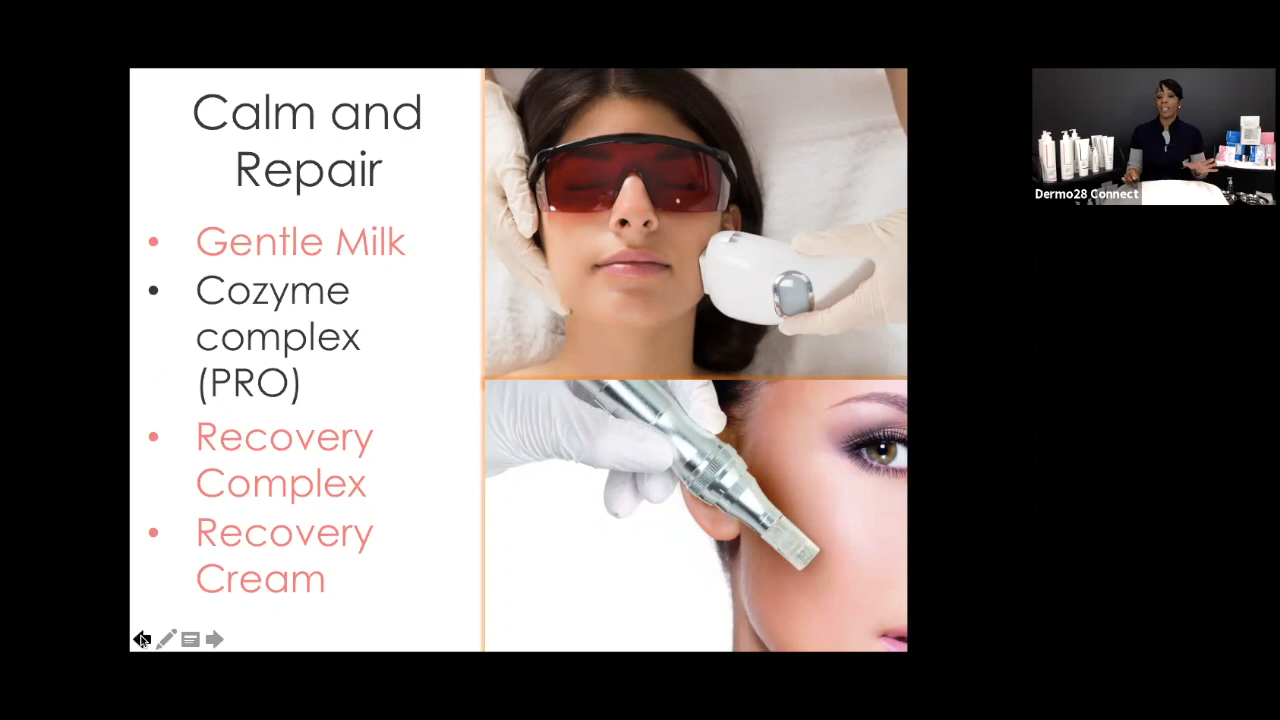 Calm and
Repair
• Gentle Milk
• Cozyme
complex
(PRO)
• Recovery
Complex
• Recovery
Cream
Dermo28 Connect